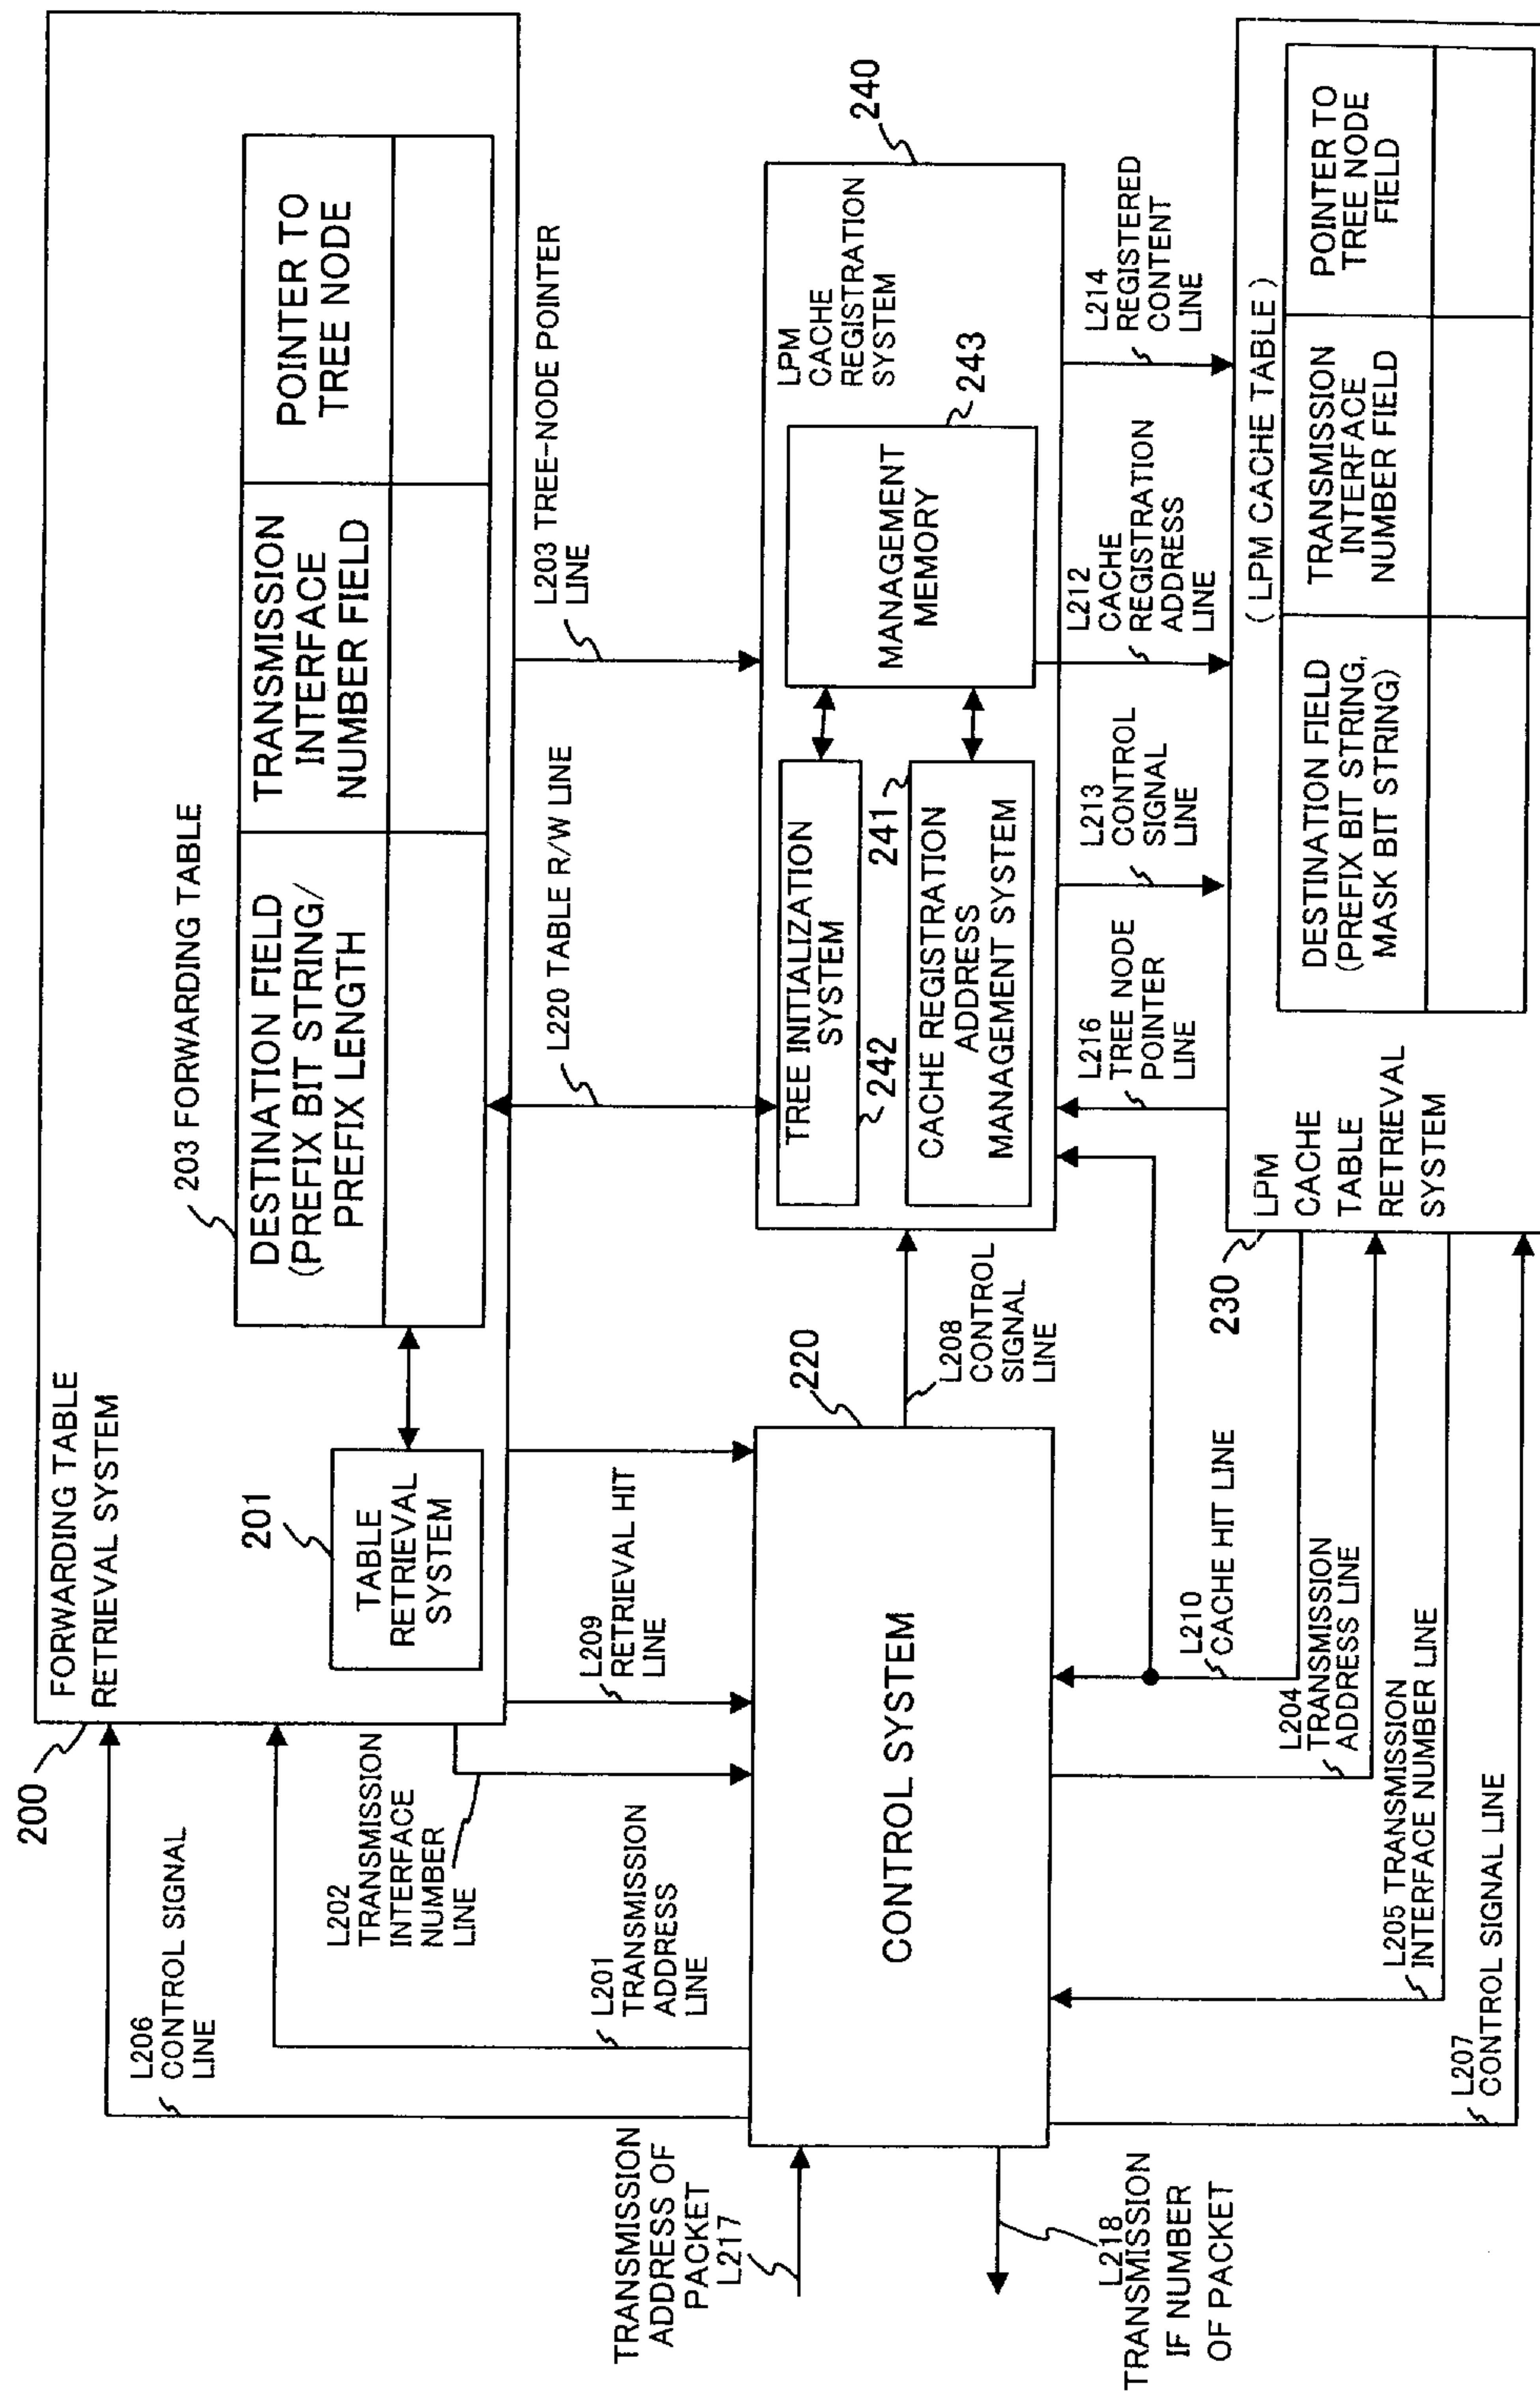 200
FORWARDING TABLE
RETRIEVAL SYSTEM
201
TABLE
RETRIEVAL
SYSTEM
203 FORWARDING TABLE
DESTINATION FIELD
(PREFIX BIT STRING/
PREFIX LENGTH
TRANSMISSION
INTERFACE
NUMBER FIELD
POINTER TO
TREE NODE
L206
CONTROL SIGNAL
LINE
L202
TRANSMISSION
INTERFACE
NUMBER
LINE
L201
TRANSMISSION
ADDRESS
LINE
L209
RETRIEVAL HIT
LINE
L220 TABLE R/W LINE
L203 TREE-NODE POINTER
LINE
TRANSMISSION
ADDRESS OF
PACKET
L217
L218
TRANSMISSION
IF NUMBER
OF PACKET
220
CONTROL SYSTEM
L208
CONTROL
SIGNAL
LINE
240
LPM
CACHE
REGISTRATION
SYSTEM
TREE INITIALIZATION
SYSTEM
242
241
CACHE REGISTRATION
ADDRESS
MANAGEMENT SYSTEM
MANAGEMENT
MEMORY
243
L210
CACHE HIT LINE
L204
TRANSMISSION
ADDRESS LINE
L205 TRANSMISSION
INTERFACE NUMBER LINE
L207
CONTROL SIGNAL LINE
L216
TREE NODE
POINTER
LINE
L213
CONTROL
SIGNAL
LINE
L212
CACHE
REGISTRATION
ADDRESS
LINE
L214
REGISTERED
CONTENT
LINE
230
LPM
CACHE
TABLE
RETRIEVAL
SYSTEM
( LPM CACHE TABLE )
DESTINATION FIELD
(PREFIX BIT STRING,
MASK BIT STRING)
TRANSMISSION
INTERFACE
NUMBER FIELD
POINTER TO
TREE NODE
FIELD